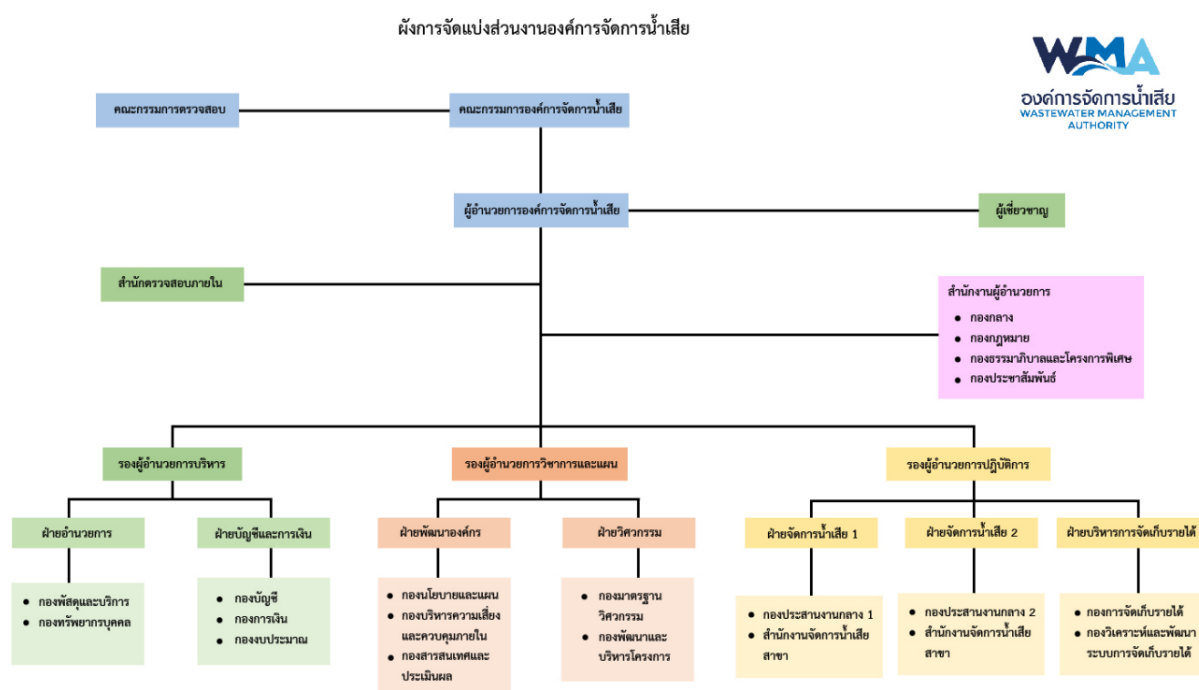 ผังการจัดแบ่งส่วนงานองค์การจัดการน้ำเสีย
WMA
องค์การจัดการน้ำเสีย
WASTEWATER MANAGEMENT
AUTHORITY
คณะกรรมการตรวจสอบ
คณะกรรมการองค์การจัดการน้ำเสีย
ผู้อำนวยการองค์การจัดการน้ำเสีย
ผู้เชี่ยวชาญ
สำนักตรวจสอบภายใน
สำนักงานผู้อำนวยการ
• กองกลาง
• กองกฎหมาย
• กองธรรมาภิบาลและโครงการพิเศษ
• กองประชาสัมพันธ์
รองผู้อำนวยการบริหาร
รองผู้อำนวยการวิชาการและแผน
รองผู้อำนวยการปฏิบัติการ
ฝ่ายอำนวยการ
ฝ่ายบัญชีและการเงิน
ฝ่ายพัฒนาองค์กร
ฝ่ายวิศวกรรม
ฝ่ายจัดการน้ำเสีย 1
ฝ่ายจัดการน้ำเสีย 2
ฝ่ายบริหารการจัดเก็บรายได้
• กองพัสดุและบริการ
• กองทรัพยากรบุคคล
• กองบัญชี
• กองการเงิน
• กองงบประมาณ
• กองนโยบายและแผน
• กองบริหารความเสี่ยง
และควบคุมภายใน
• กองสารสนเทศและ
ประเมินผล
• กองมาตรฐาน
วิศวกรรม
• กองพัฒนาและ
บริหารโครงการ
• กองประสานงานกลาง 1
• สำนักงานจัดการน้ำเสีย
สาขา
• กองประสานงานกลาง 2
• สำนักงานจัดการน้ำเสีย
สาขา
• กองการจัดเก็บรายได้
• กองวิเคราะห์และพัฒนา
ระบบการจัดเก็บรายได้